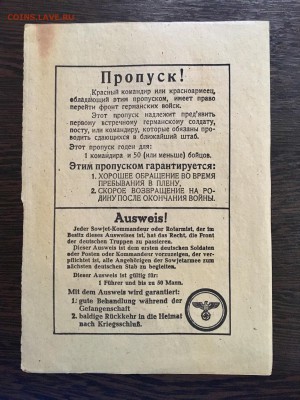 COINS.LAVE.RU
Пропуск!
Красный командир или красноармеец,
обладающий этим пропуском, имеет право
перейти фронт германских войск.
Этот пропуск надлежит пред'явить
первому встречному германскому солдату,
посту, или командиру, которые обязаны про-
водить сдающихся в ближайший штаб.
Этот пропуск годен для:
1 командира и 50 (или меньше) бойцов.
Этим пропуском гарантируется:
1. ХОРОШЕЕ ОБРАЩЕНИЕ ВО ВРЕМЯ
ПРЕБЫВАНИЯ В ПЛЕНУ,
2. СКОРОЕ ВОЗВРАЩЕНИЕ НА РО-
ДИНУ ПОСЛЕ ОКОНЧАНИЯ ВОЙНЫ.
Ausweis!
Jeder Sowjet-Kommandeur oder Rotarmist, der im
Besitz dieses Ausweises ist, hat das Recht, die Front
der deutschen Truppen zu passieren.
Dieser Ausweis ist dem ersten deutschen Soldaten
oder Posten oder Kommandeur vorzuzeigen, der ver-
pflichtet ist, alle Angehörigen der Sowjetarmee zum
nächsten deutschen Stab zu begleiten.
Dieser Ausweis ist gültig für:
1 Führer und bis zu 50 Mann.
Mit dem Ausweis wird garantiert:
1. gute Behandlung während der
Gefangenschaft
2. baldige Rückkehr in die Heimat
nach Kriegsschluß.